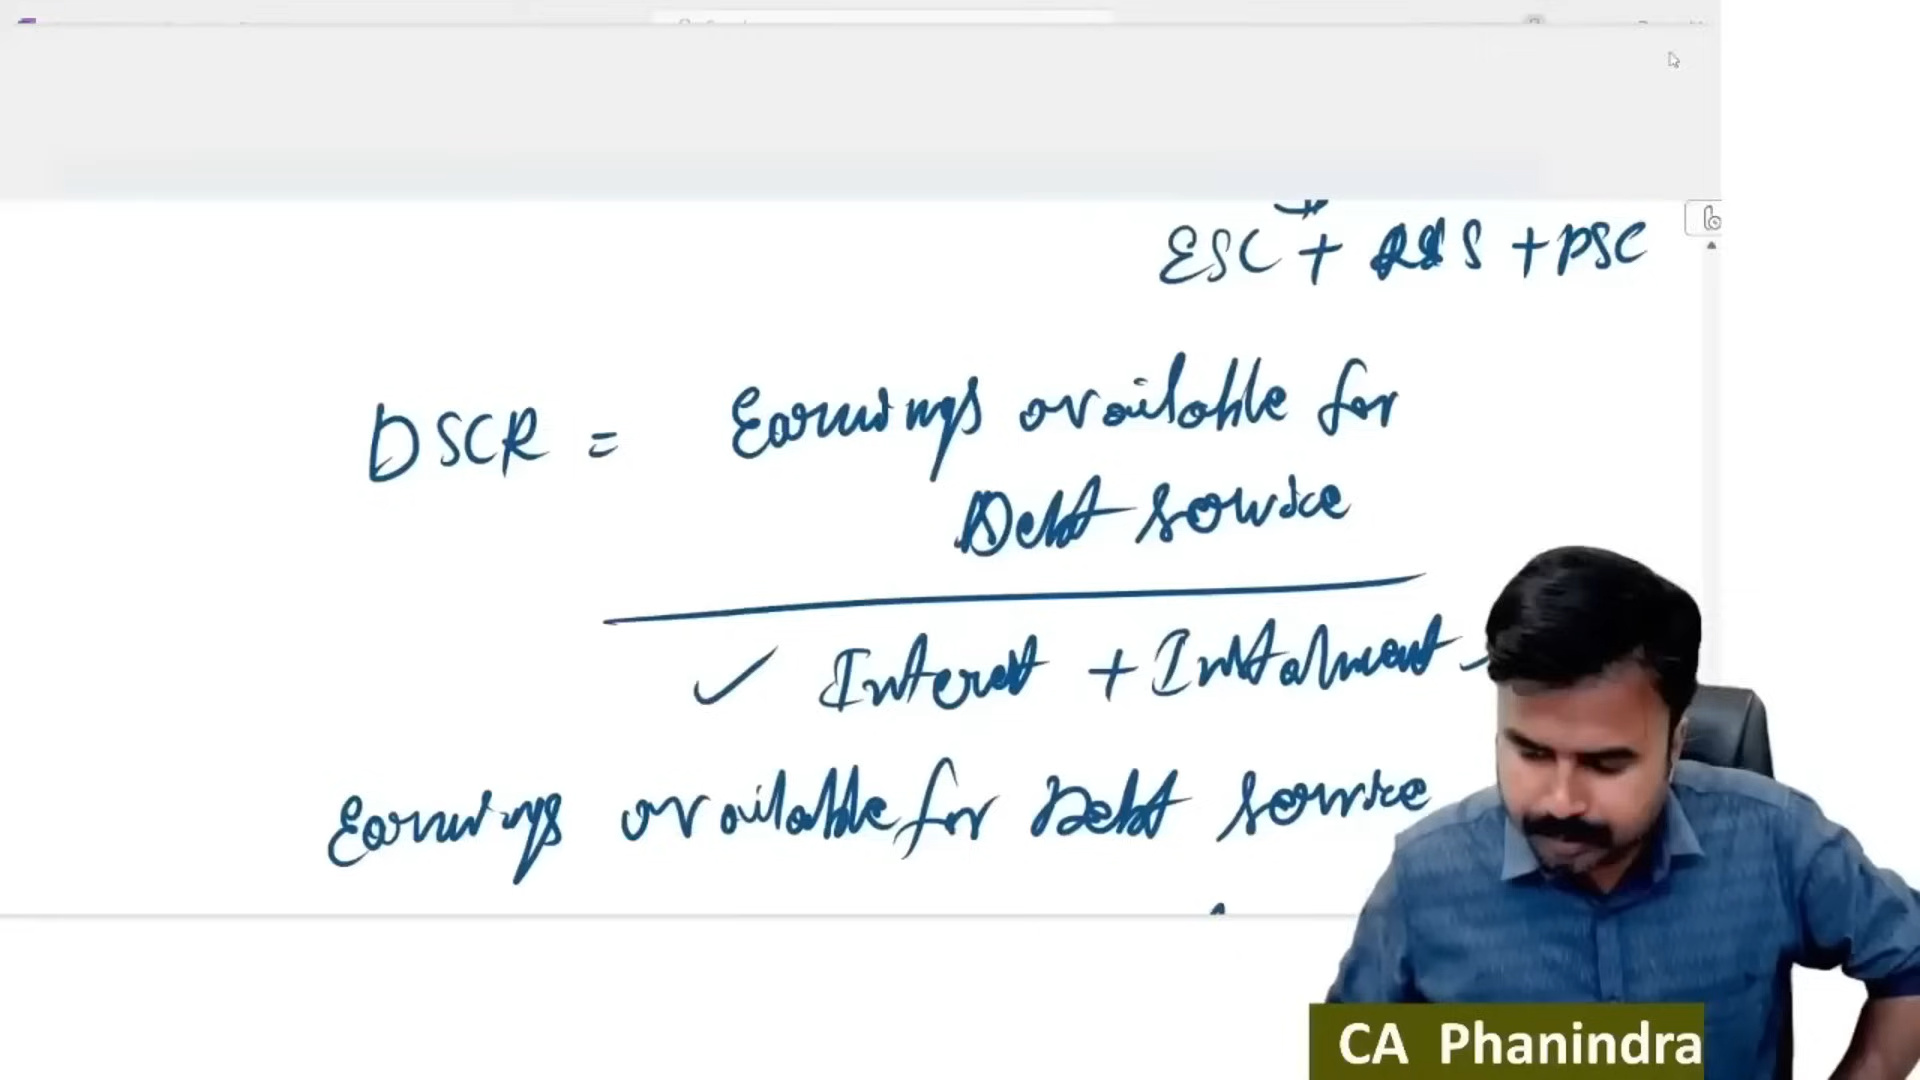 ESC + R&S + PSC
DSCR = Earnings available for
Debt service
✓ Interest + Instalment
Earnings available for Debt service
CA Phanindra